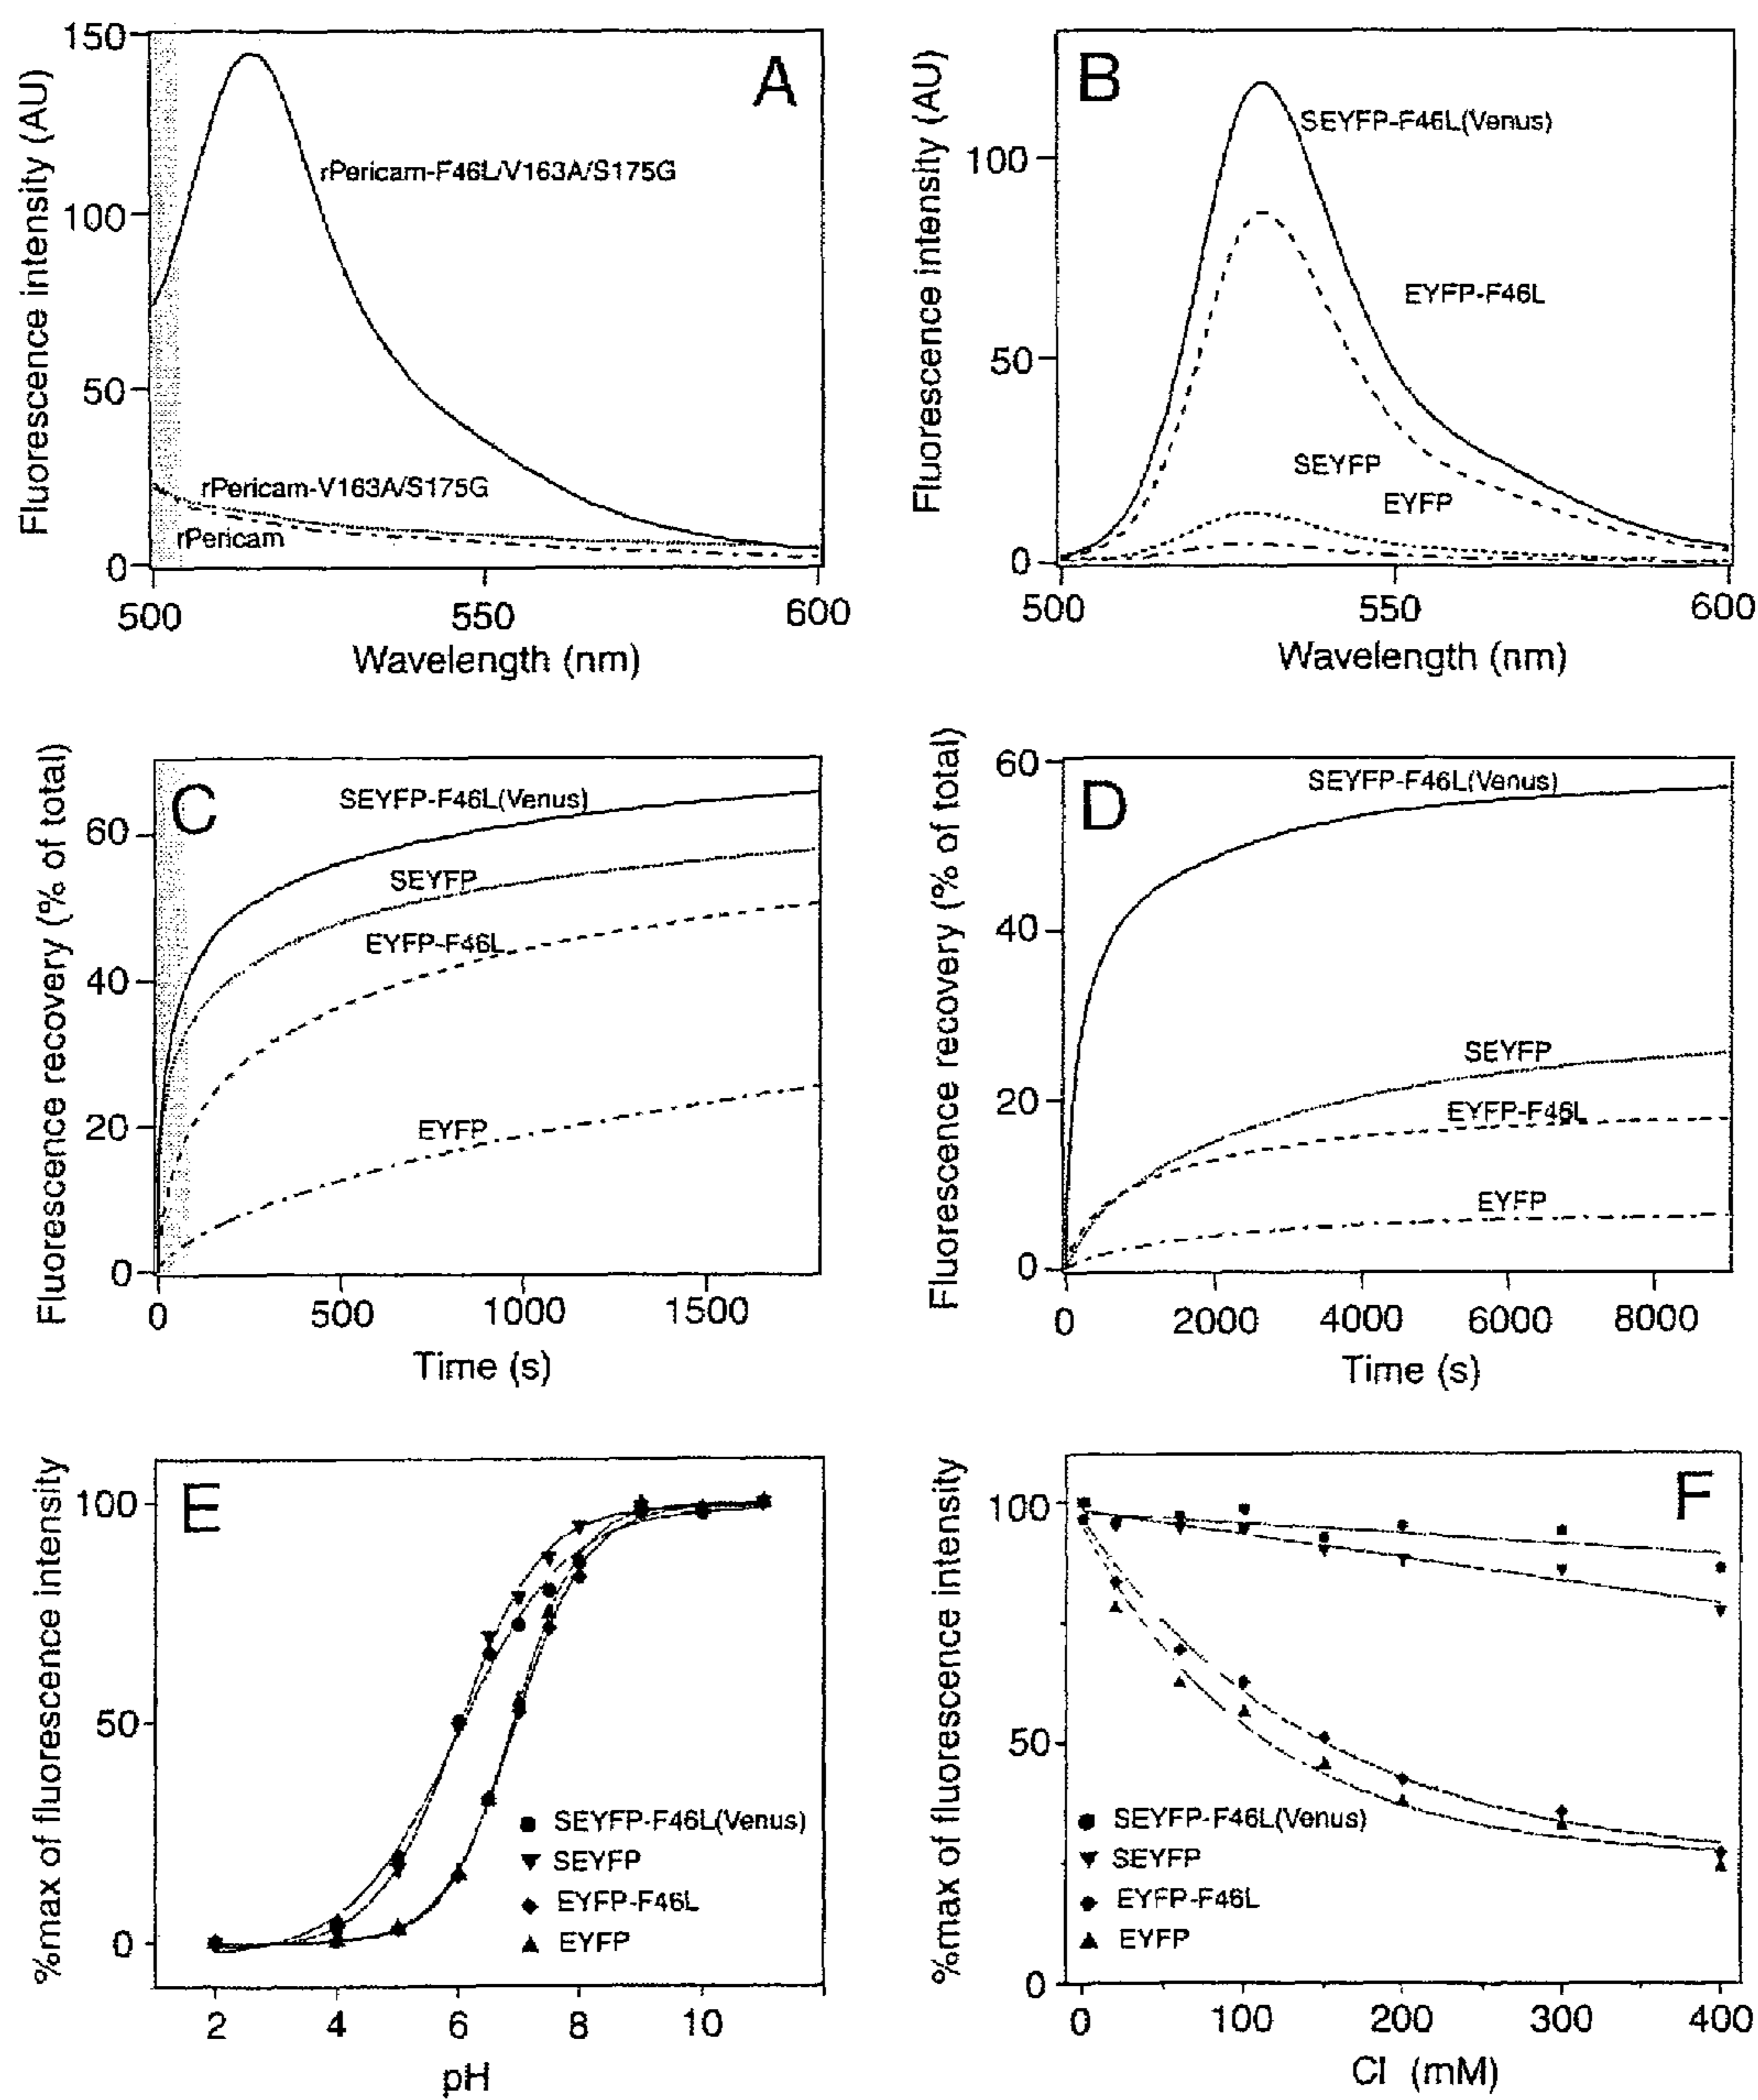 A
Fluorescence intensity (AU)
150
100
50
0
rPericam-F46L/V163A/S175G
rPericam-V163A/S175G
rPericam
500 550 600
Wavelength (nm)
B
Fluorescence intensity (AU)
100
50
0
SEYFP-F46L(Venus)
EYFP-F46L
SEYFP
EYFP
500 550 600
Wavelength (nm)
C
Fluorescence recovery (% of total)
60
40
20
0
SEYFP-F46L(Venus)
SEYFP
EYFP-F46L
EYFP
0 500 1000 1500
Time (s)
D
Fluorescence recovery (% of total)
60
40
20
0
SEYFP-F46L(Venus)
SEYFP
EYFP-F46L
EYFP
0 2000 4000 6000 8000
Time (s)
E
%max of fluorescence intensity
100
50
0
SEYFP-F46L(Venus)
SEYFP
EYFP-F46L
EYFP
2 4 6 8 10
pH
F
%max of fluorescence intensity
100
50
0
SEYFP-F46L(Venus)
SEYFP
EYFP-F46L
EYFP
0 100 200 300 400
Cl (mM)